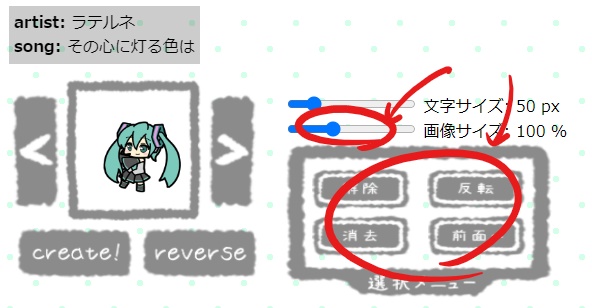 artist: ラテルネ
song: その心に灯る色は
<
>
create!
reverse
文字サイズ: 50 px
画像サイズ: 100 %
解除
反転
消去
前面
選択メニュー